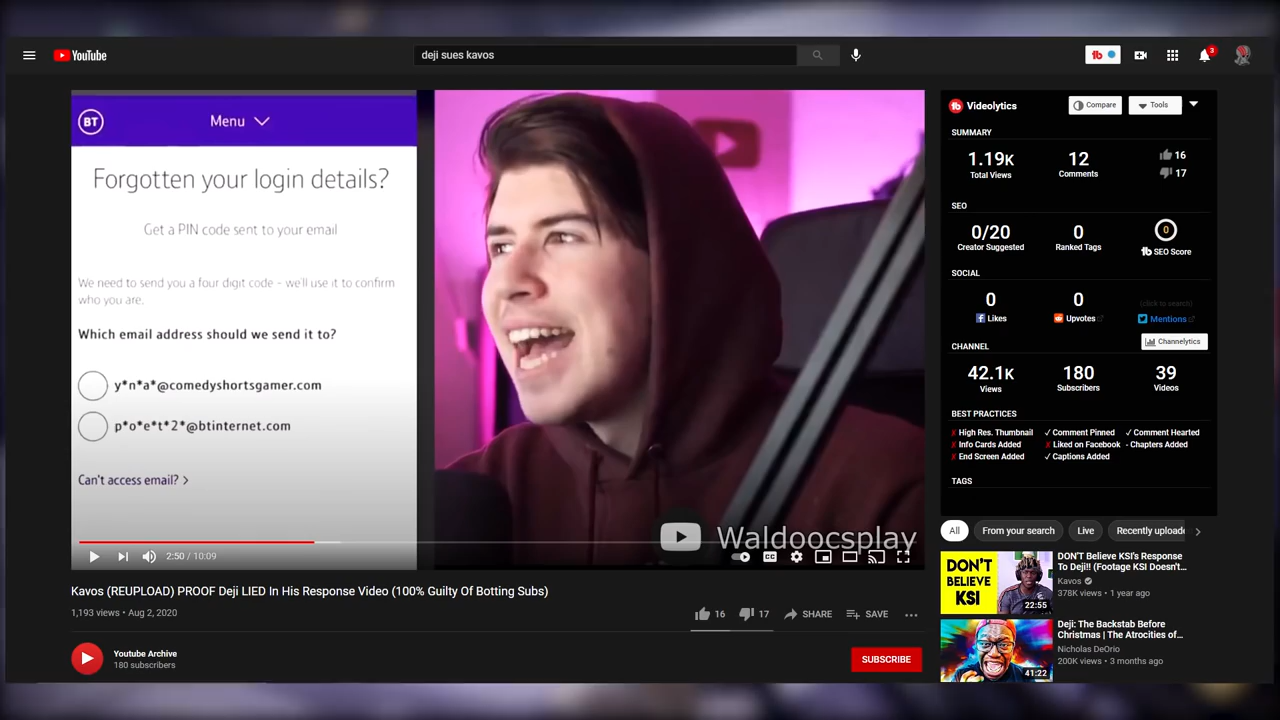 YouTube
deji sues kavos
3
BT
Menu
Forgotten your login details?
Get a PIN code sent to your email
We need to send you a four digit code - we'll use it to confirm
who you are.
Which email address should we send it to?
y*n*a*@comedyshortsgamer.com
p*o*e*t*2*@btinternet.com
Can't access email? >
Waldoocsplay
2:50 / 10:09
CC
Kavos (REUPLOAD) PROOF Deji LIED In His Response Video (100% Guilty Of Botting Subs)
1,193 views • Aug 2, 2020
16
17
SHARE
SAVE
Youtube Archive
180 subscribers
SUBSCRIBE
tb Videolytics
Compare
Tools
SUMMARY
1.19K
Total Views
12
Comments
16
17
SEO
0/20
Creator Suggested
0
Ranked Tags
0
tb SEO Score
SOCIAL
0
Likes
0
Upvotes
(click to search)
Mentions
CHANNEL
Channelytics
42.1K
Views
180
Subscribers
39
Videos
BEST PRACTICES
✗ High Res. Thumbnail ✓ Comment Pinned ✓ Comment Hearted
✗ Info Cards Added ✗ Liked on Facebook - Chapters Added
✗ End Screen Added ✓ Captions Added
TAGS
All From your search Live Recently uploade
DON'T
BELIEVE
KSI
22:55
DON'T Believe KSI's Response
To Deji!! (Footage KSI Doesn't...
Kavos
378K views • 1 year ago
41:22
Deji: The Backstab Before
Christmas | The Atrocities of...
Nicholas DeOrio
200K views • 3 months ago